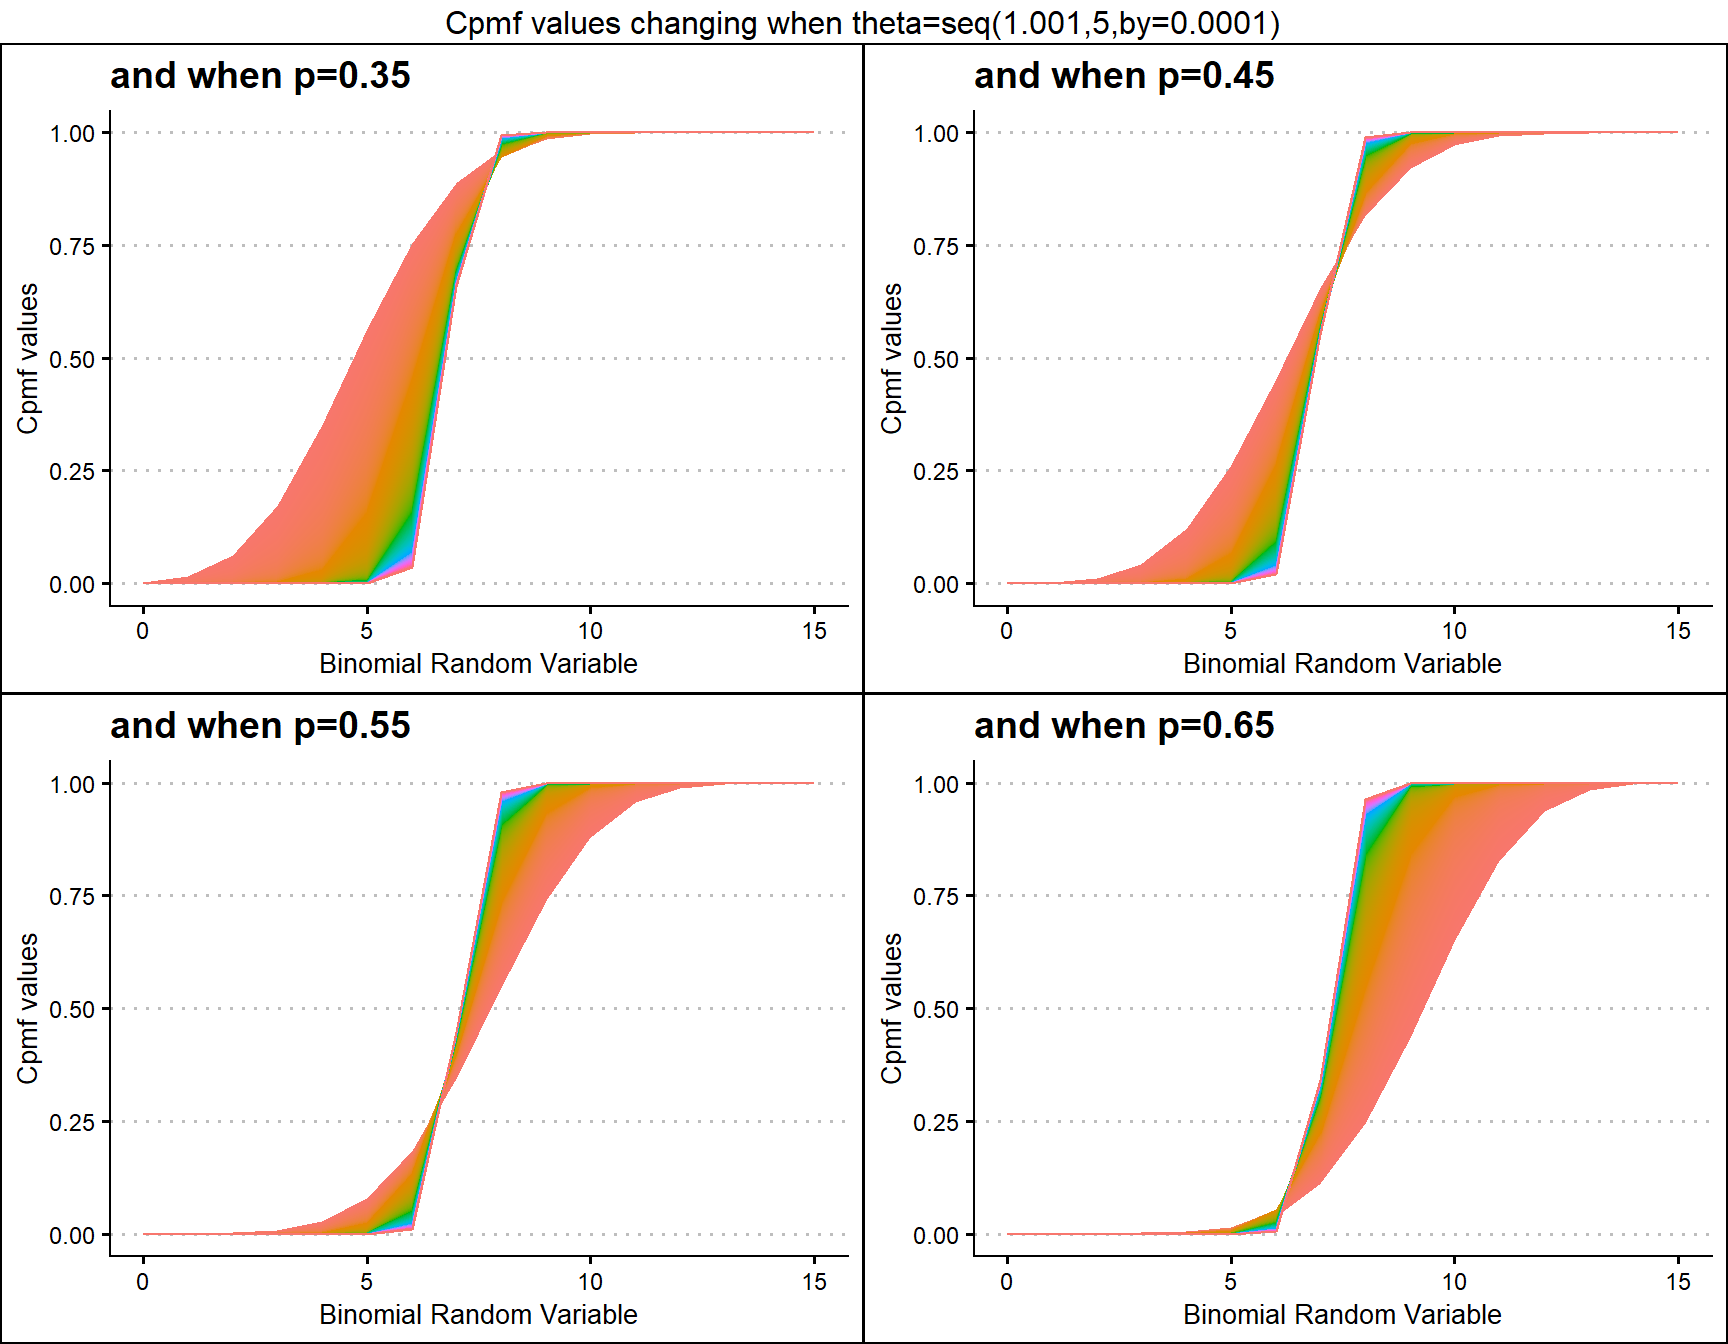 Cpmf values changing when theta=seq(1.001,5,by=0.0001)
and when p=0.35
1.00
0.75
0.50
0.25
0.00
Cpmf values
0 5 10 15
Binomial Random Variable
and when p=0.45
1.00
0.75
0.50
0.25
0.00
Cpmf values
0 5 10 15
Binomial Random Variable
and when p=0.55
1.00
0.75
0.50
0.25
0.00
Cpmf values
0 5 10 15
Binomial Random Variable
and when p=0.65
1.00
0.75
0.50
0.25
0.00
Cpmf values
0 5 10 15
Binomial Random Variable